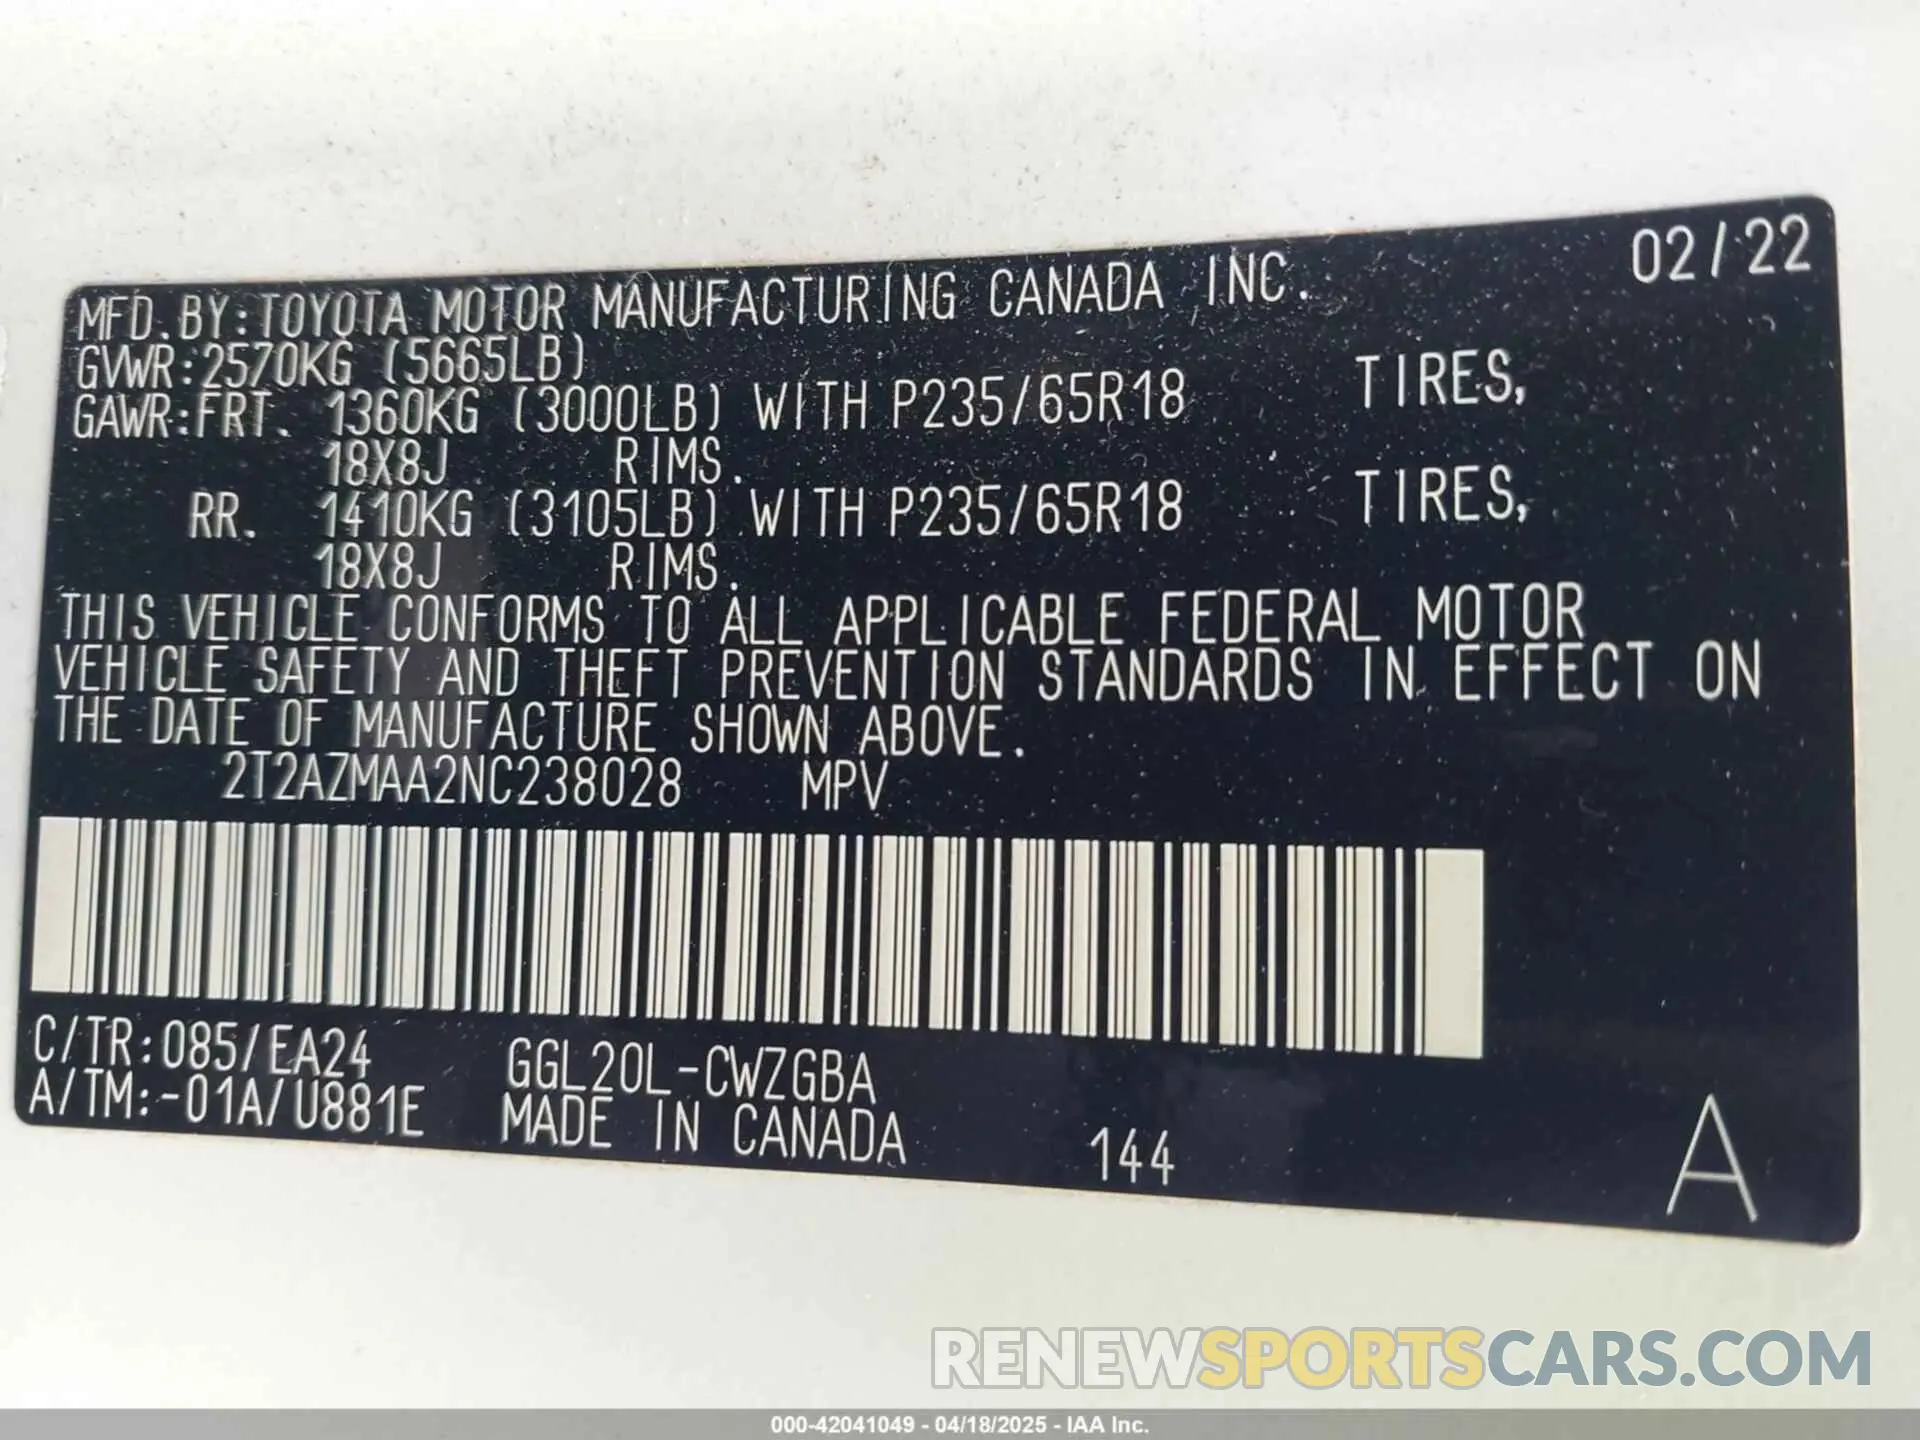 02/22
MFD.BY:TOYOTA MOTOR MANUFACTURING CANADA INC.
GVWR:2570KG (5665LB)
GAWR:FRT. 1360KG (3000LB) WITH P235/65R18 TIRES,
18X8J RIMS.
RR. 1410KG (3105LB) WITH P235/65R18 TIRES,
18X8J RIMS.
THIS VEHICLE CONFORMS TO ALL APPLICABLE FEDERAL MOTOR
VEHICLE SAFETY AND THEFT PREVENTION STANDARDS IN EFFECT ON
THE DATE OF MANUFACTURE SHOWN ABOVE.
2T2AZMAA2NC238028 MPV
C/TR:085/EA24 GGL20L-CWZGBA
A/TM:-01A/U881E MADE IN CANADA 144 A
RENEWSPORTSCARS.COM
000-42041049 - 04/18/2025 - IAA Inc.